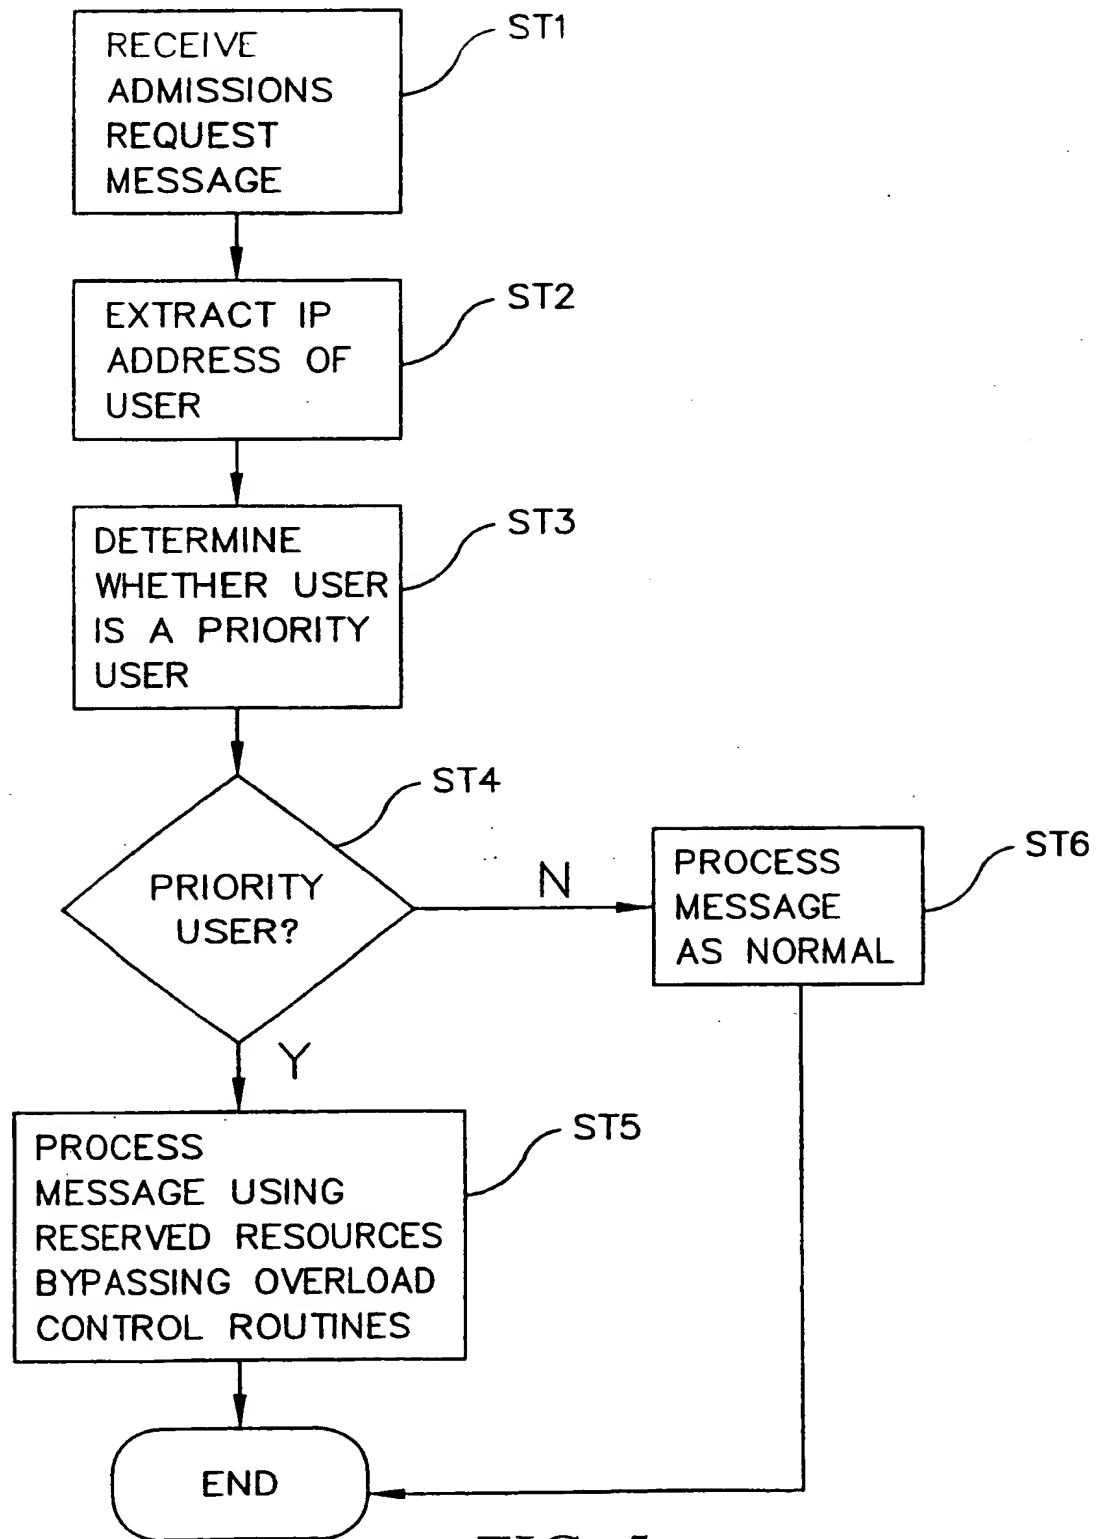 RECEIVE
ADMISSIONS
REQUEST
MESSAGE
ST1
EXTRACT IP
ADDRESS OF
USER
ST2
DETERMINE
WHETHER USER
IS A PRIORITY
USER
ST3
PRIORITY
USER?
ST4
N
PROCESS
MESSAGE
AS NORMAL
ST6
Y
PROCESS
MESSAGE USING
RESERVED RESOURCES
BYPASSING OVERLOAD
CONTROL ROUTINES
ST5
END